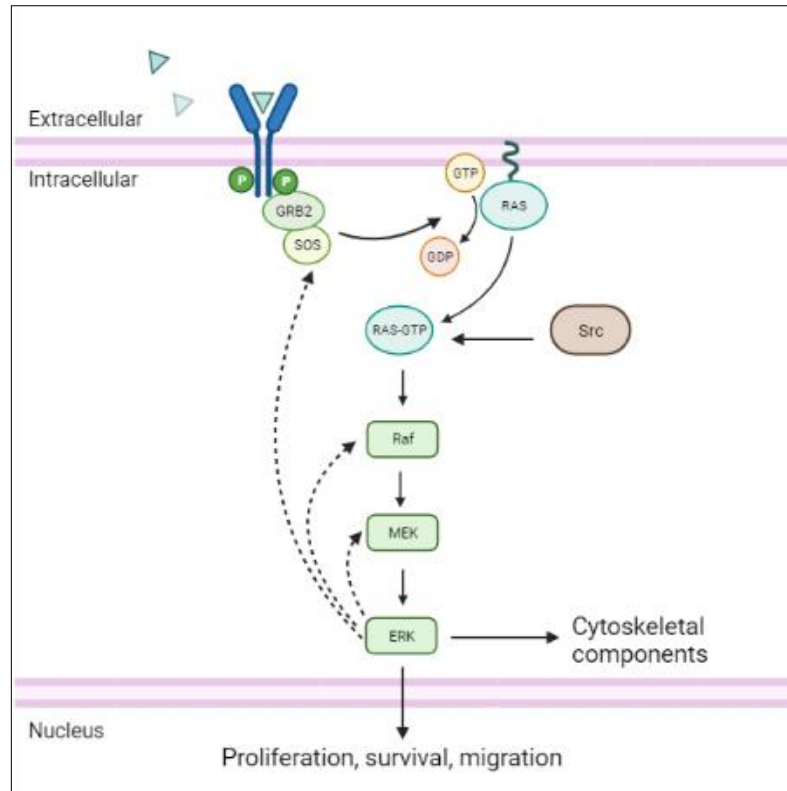 Extracellular
Intracellular
P
P
GRB2
SOS
GTP
RAS
GDP
RAS-GTP
Src
Raf
MEK
ERK
Cytoskeletal
components
Nucleus
Proliferation, survival, migration